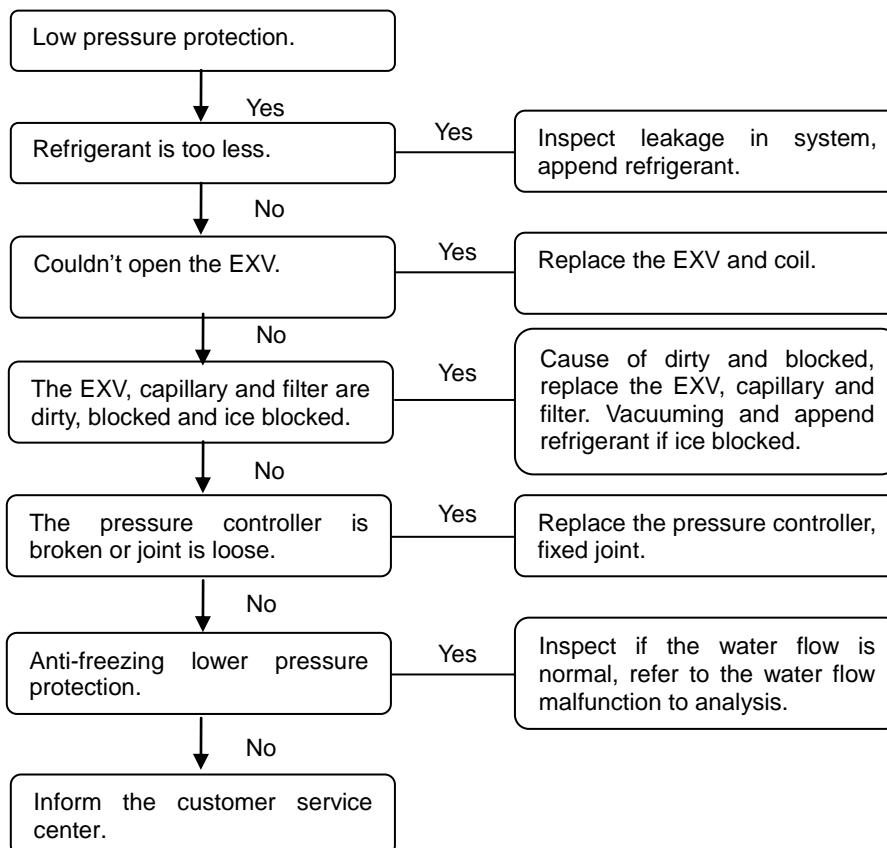 Low pressure protection.
Yes
Refrigerant is too less.
Yes
Inspect leakage in system,
append refrigerant.
No
Couldn’t open the EXV.
Yes
Replace the EXV and coil.
No
The EXV, capillary and filter are
dirty, blocked and ice blocked.
Yes
Cause of dirty and blocked,
replace the EXV, capillary and
filter. Vacuuming and append
refrigerant if ice blocked.
No
The pressure controller is
broken or joint is loose.
Yes
Replace the pressure controller,
fixed joint.
No
Anti-freezing lower pressure
protection.
Yes
Inspect if the water flow is
normal, refer to the water flow
malfunction to analysis.
No
Inform the customer service
center.